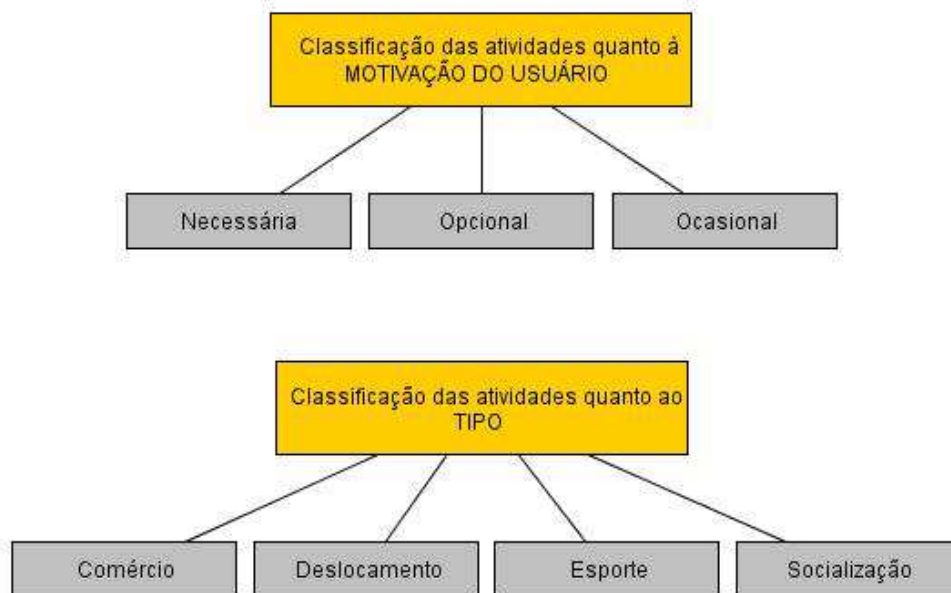 Classificação das atividades quanto à
MOTIVAÇÃO DO USUÁRIO
Necessária
Opcional
Ocasional
Classificação das atividades quanto ao
TIPO
Comércio
Deslocamento
Esporte
Socialização